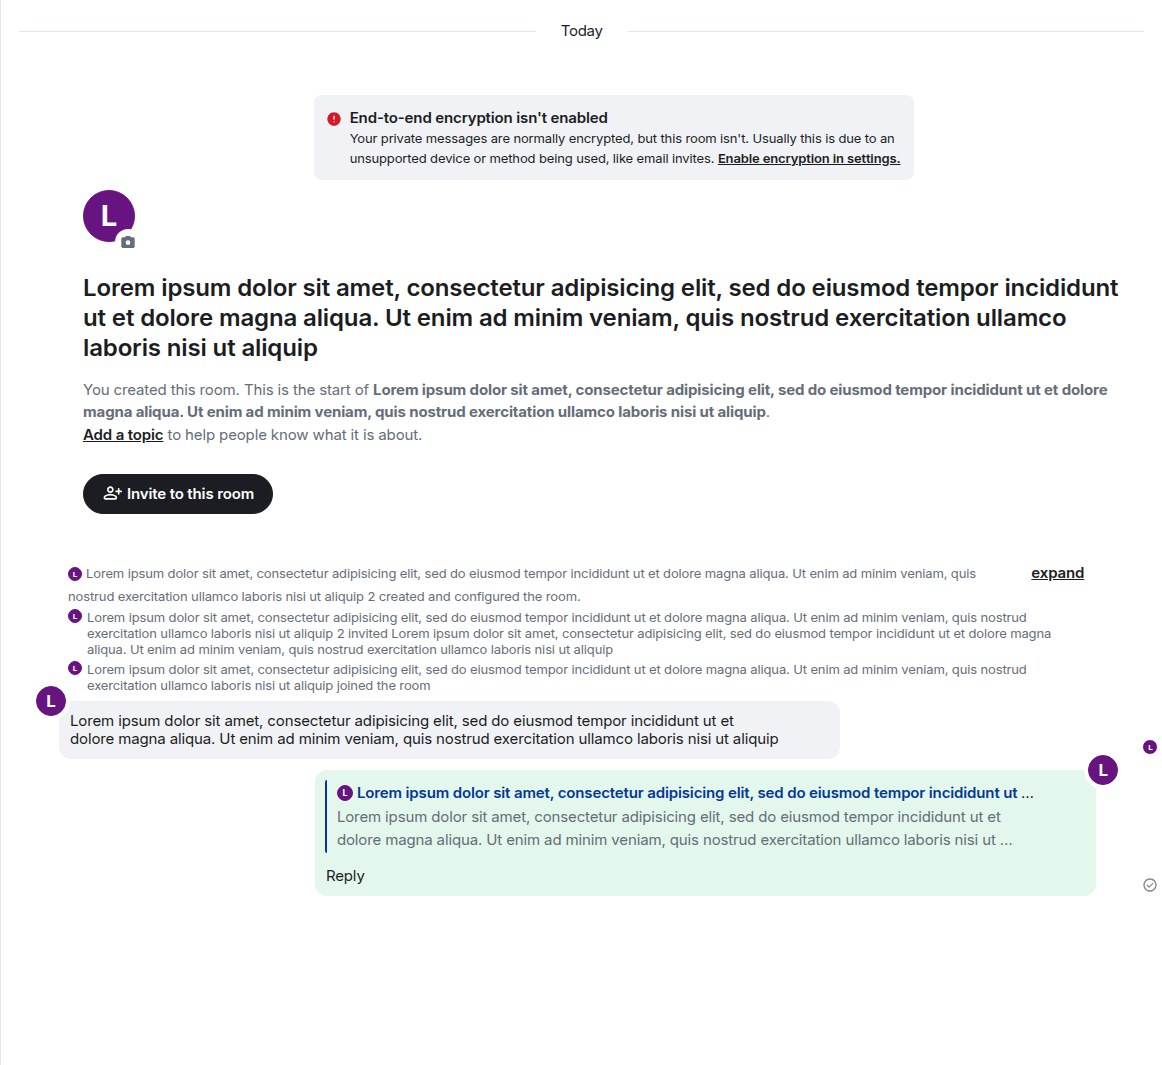 Today
End-to-end encryption isn't enabled
Your private messages are normally encrypted, but this room isn't. Usually this is due to an
unsupported device or method being used, like email invites. Enable encryption in settings.
L
Lorem ipsum dolor sit amet, consectetur adipisicing elit, sed do eiusmod tempor incididunt
ut et dolore magna aliqua. Ut enim ad minim veniam, quis nostrud exercitation ullamco
laboris nisi ut aliquip
You created this room. This is the start of Lorem ipsum dolor sit amet, consectetur adipisicing elit, sed do eiusmod tempor incididunt ut et dolore
magna aliqua. Ut enim ad minim veniam, quis nostrud exercitation ullamco laboris nisi ut aliquip.
Add a topic to help people know what it is about.
Invite to this room
L Lorem ipsum dolor sit amet, consectetur adipisicing elit, sed do eiusmod tempor incididunt ut et dolore magna aliqua. Ut enim ad minim veniam, quis expand
nostrud exercitation ullamco laboris nisi ut aliquip 2 created and configured the room.
L Lorem ipsum dolor sit amet, consectetur adipisicing elit, sed do eiusmod tempor incididunt ut et dolore magna aliqua. Ut enim ad minim veniam, quis nostrud
exercitation ullamco laboris nisi ut aliquip 2 invited Lorem ipsum dolor sit amet, consectetur adipisicing elit, sed do eiusmod tempor incididunt ut et dolore magna
aliqua. Ut enim ad minim veniam, quis nostrud exercitation ullamco laboris nisi ut aliquip
L Lorem ipsum dolor sit amet, consectetur adipisicing elit, sed do eiusmod tempor incididunt ut et dolore magna aliqua. Ut enim ad minim veniam, quis nostrud
exercitation ullamco laboris nisi ut aliquip joined the room
L
Lorem ipsum dolor sit amet, consectetur adipisicing elit, sed do eiusmod tempor incididunt ut et
dolore magna aliqua. Ut enim ad minim veniam, quis nostrud exercitation ullamco laboris nisi ut aliquip
L
L
L Lorem ipsum dolor sit amet, consectetur adipisicing elit, sed do eiusmod tempor incididunt ut ...
Lorem ipsum dolor sit amet, consectetur adipisicing elit, sed do eiusmod tempor incididunt ut et
dolore magna aliqua. Ut enim ad minim veniam, quis nostrud exercitation ullamco laboris nisi ut ...
Reply